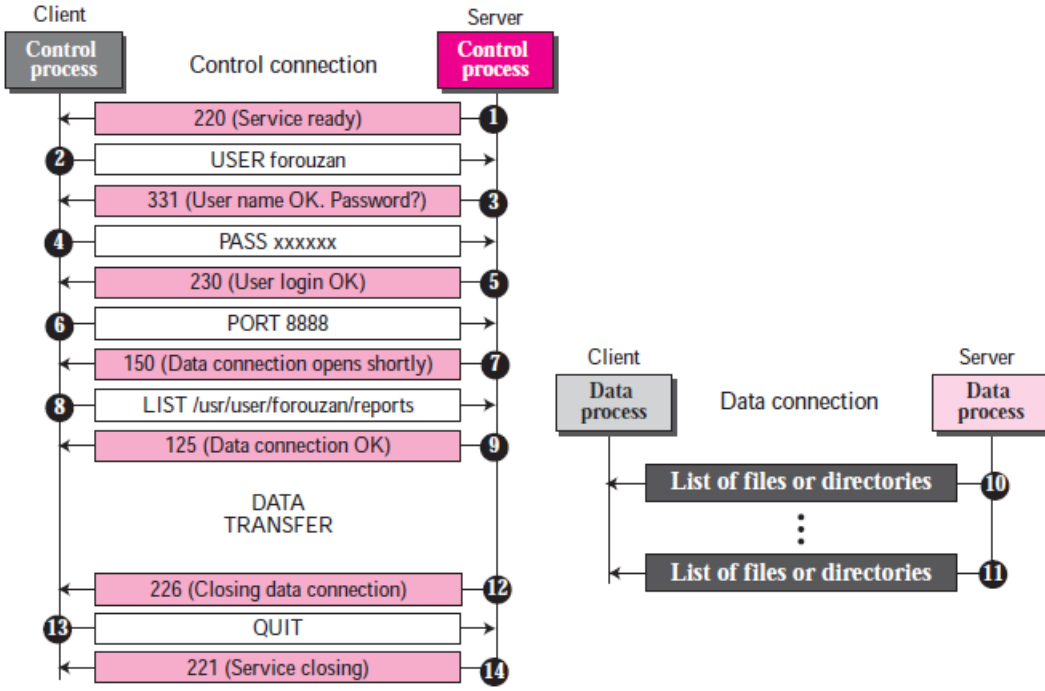 Client
Server
Control
process
Control connection
Control
process
220 (Service ready)
1
2
USER forouzan
331 (User name OK. Password?)
3
4
PASS xxxxxx
230 (User login OK)
5
6
PORT 8888
150 (Data connection opens shortly)
7
8
LIST /usr/user/forouzan/reports
125 (Data connection OK)
9
DATA
TRANSFER
226 (Closing data connection)
12
13
QUIT
221 (Service closing)
14
Client
Server
Data
process
Data connection
Data
process
List of files or directories
10
List of files or directories
11